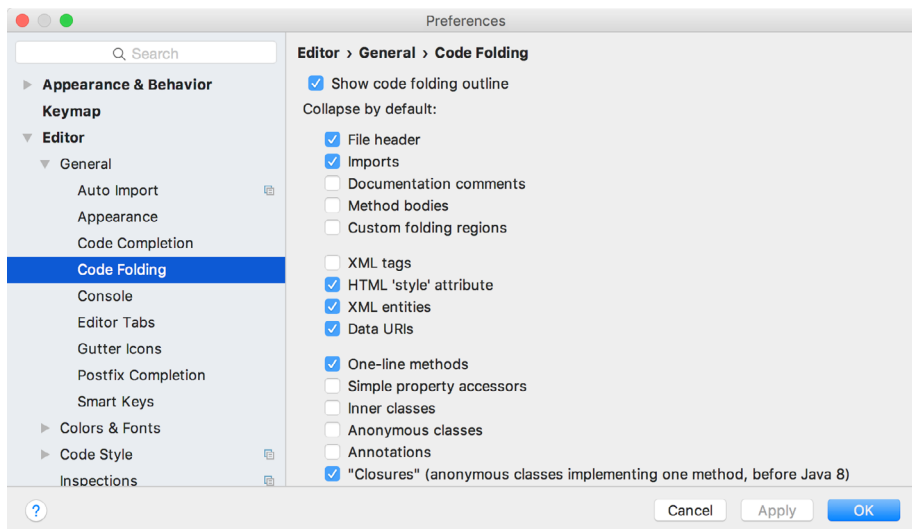 Preferences
Search
Appearance & Behavior
Keymap
Editor
General
Auto Import
Appearance
Code Completion
Code Folding
Console
Editor Tabs
Gutter Icons
Postfix Completion
Smart Keys
Colors & Fonts
Code Style
Inspections
Editor › General › Code Folding
Show code folding outline
Collapse by default:
File header
Imports
Documentation comments
Method bodies
Custom folding regions
XML tags
HTML 'style' attribute
XML entities
Data URIs
One-line methods
Simple property accessors
Inner classes
Anonymous classes
Annotations
"Closures" (anonymous classes implementing one method, before Java 8)
?
Cancel
Apply
OK